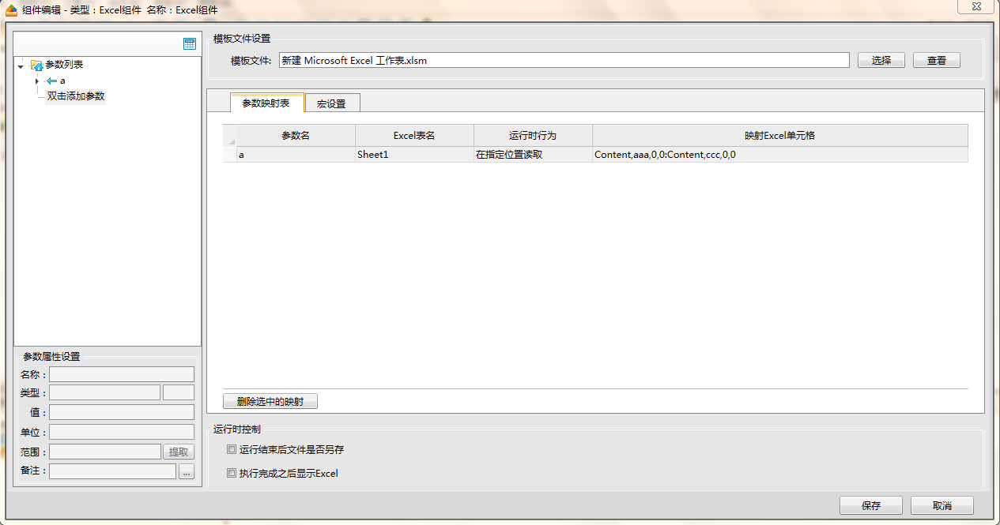 组件编辑 - 类型：Excel组件 名称：Excel组件
参数列表
a
双击添加参数
参数属性设置
名称：
类型：
值：
单位：
范围： 提取
备注： ...
模板文件设置
模板文件: 新建 Microsoft Excel 工作表.xlsm 选择 查看
参数映射表 宏设置
参数名 Excel表名 运行时行为 映射Excel单元格
a Sheet1 在指定位置读取 Content,aaa,0,0:Content,ccc,0,0
删除选中的映射
运行时控制
运行结束后文件是否另存
执行完成之后显示Excel
保存 取消